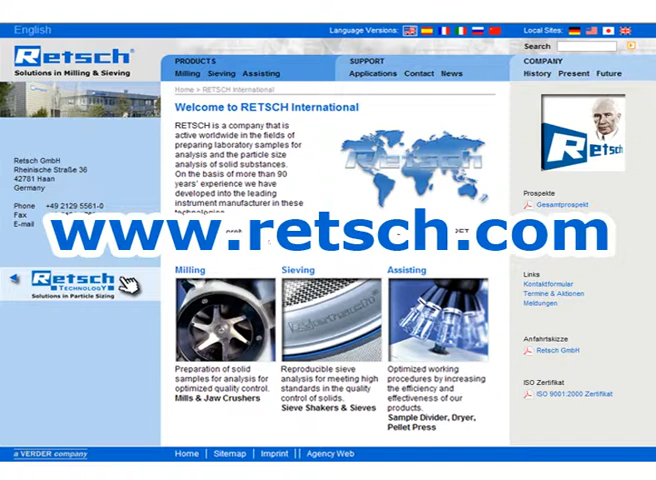 English
Language Versions:
Local Sites:
Search
Retsch®
Solutions in Milling & Sieving
PRODUCTS
Milling Sieving Assisting
SUPPORT
Applications Contact News
COMPANY
History Present Future
Home > RETSCH International
Welcome to RETSCH International
RETSCH is a company that is
active worldwide in the fields of
preparing laboratory samples for
analysis and the particle size
analysis of solid substances.
On the basis of more than 90
years' experience we have
developed into the leading
instrument manufacturer in these
technologies.
Retsch
Retsch
Retsch GmbH
Rheinische Straße 36
42781 Haan
Germany
Phone +49 2129 5561-0
Fax
E-mail
www.retsch.com
Prospekte
Gesamtprospekt
Retsch
TECHNOLOGY
Solutions in Particle Sizing
Milling
Preparation of solid
samples for analysis for
optimized quality control.
Mills & Jaw Crushers
Sieving
Reproducible sieve
analysis for meeting high
standards in the quality
control of solids.
Sieve Shakers & Sieves
Assisting
Optimized working
procedures by increasing
the efficiency and
effectiveness of our
products.
Sample Divider, Dryer,
Pellet Press
Links
Kontaktformular
Termine & Aktionen
Meldungen
Anfahrtskizze
Retsch GmbH
ISO Zertifikat
ISO 9001:2000 Zertifikat
a VERDER company
Home | Sitemap | Imprint || Agency Web